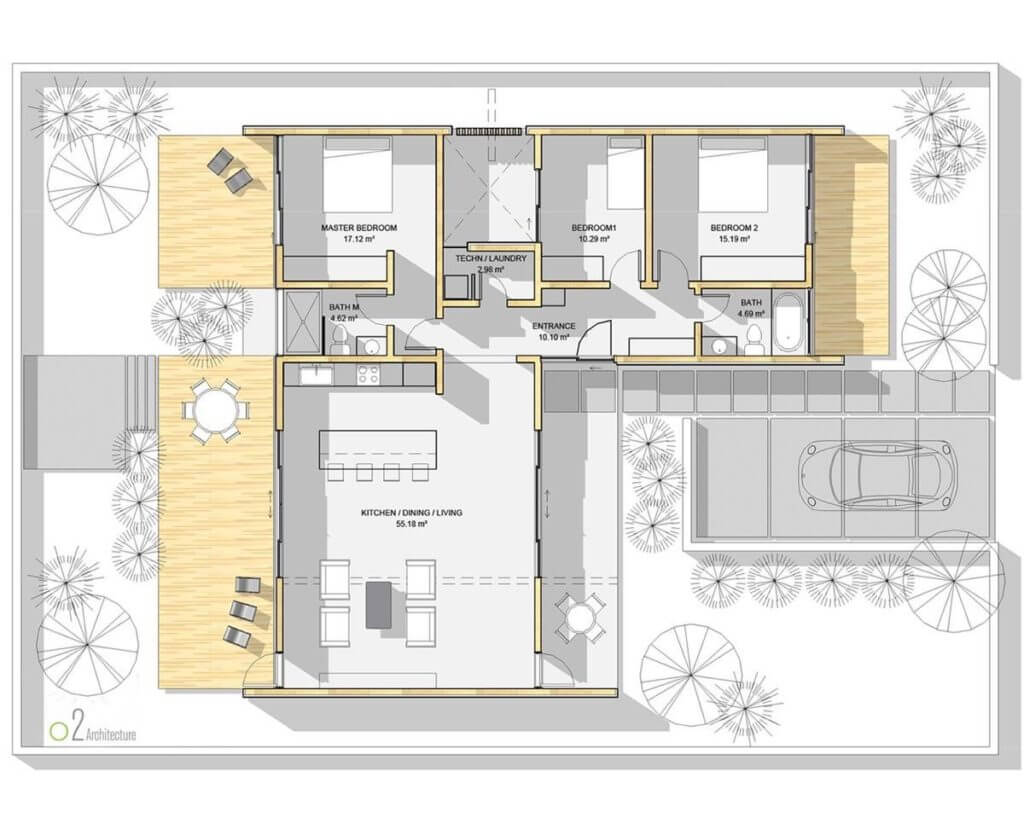 MASTER BEDROOM
17.12 m²
BEDROOM1
10.29 m²
BEDROOM 2
15.19 m²
TECHN / LAUNDRY
2.98 m²
BATH M
4.62 m²
BATH
4.69 m²
ENTRANCE
10.10 m²
KITCHEN / DINING / LIVING
55.18 m²
O2 Architecture